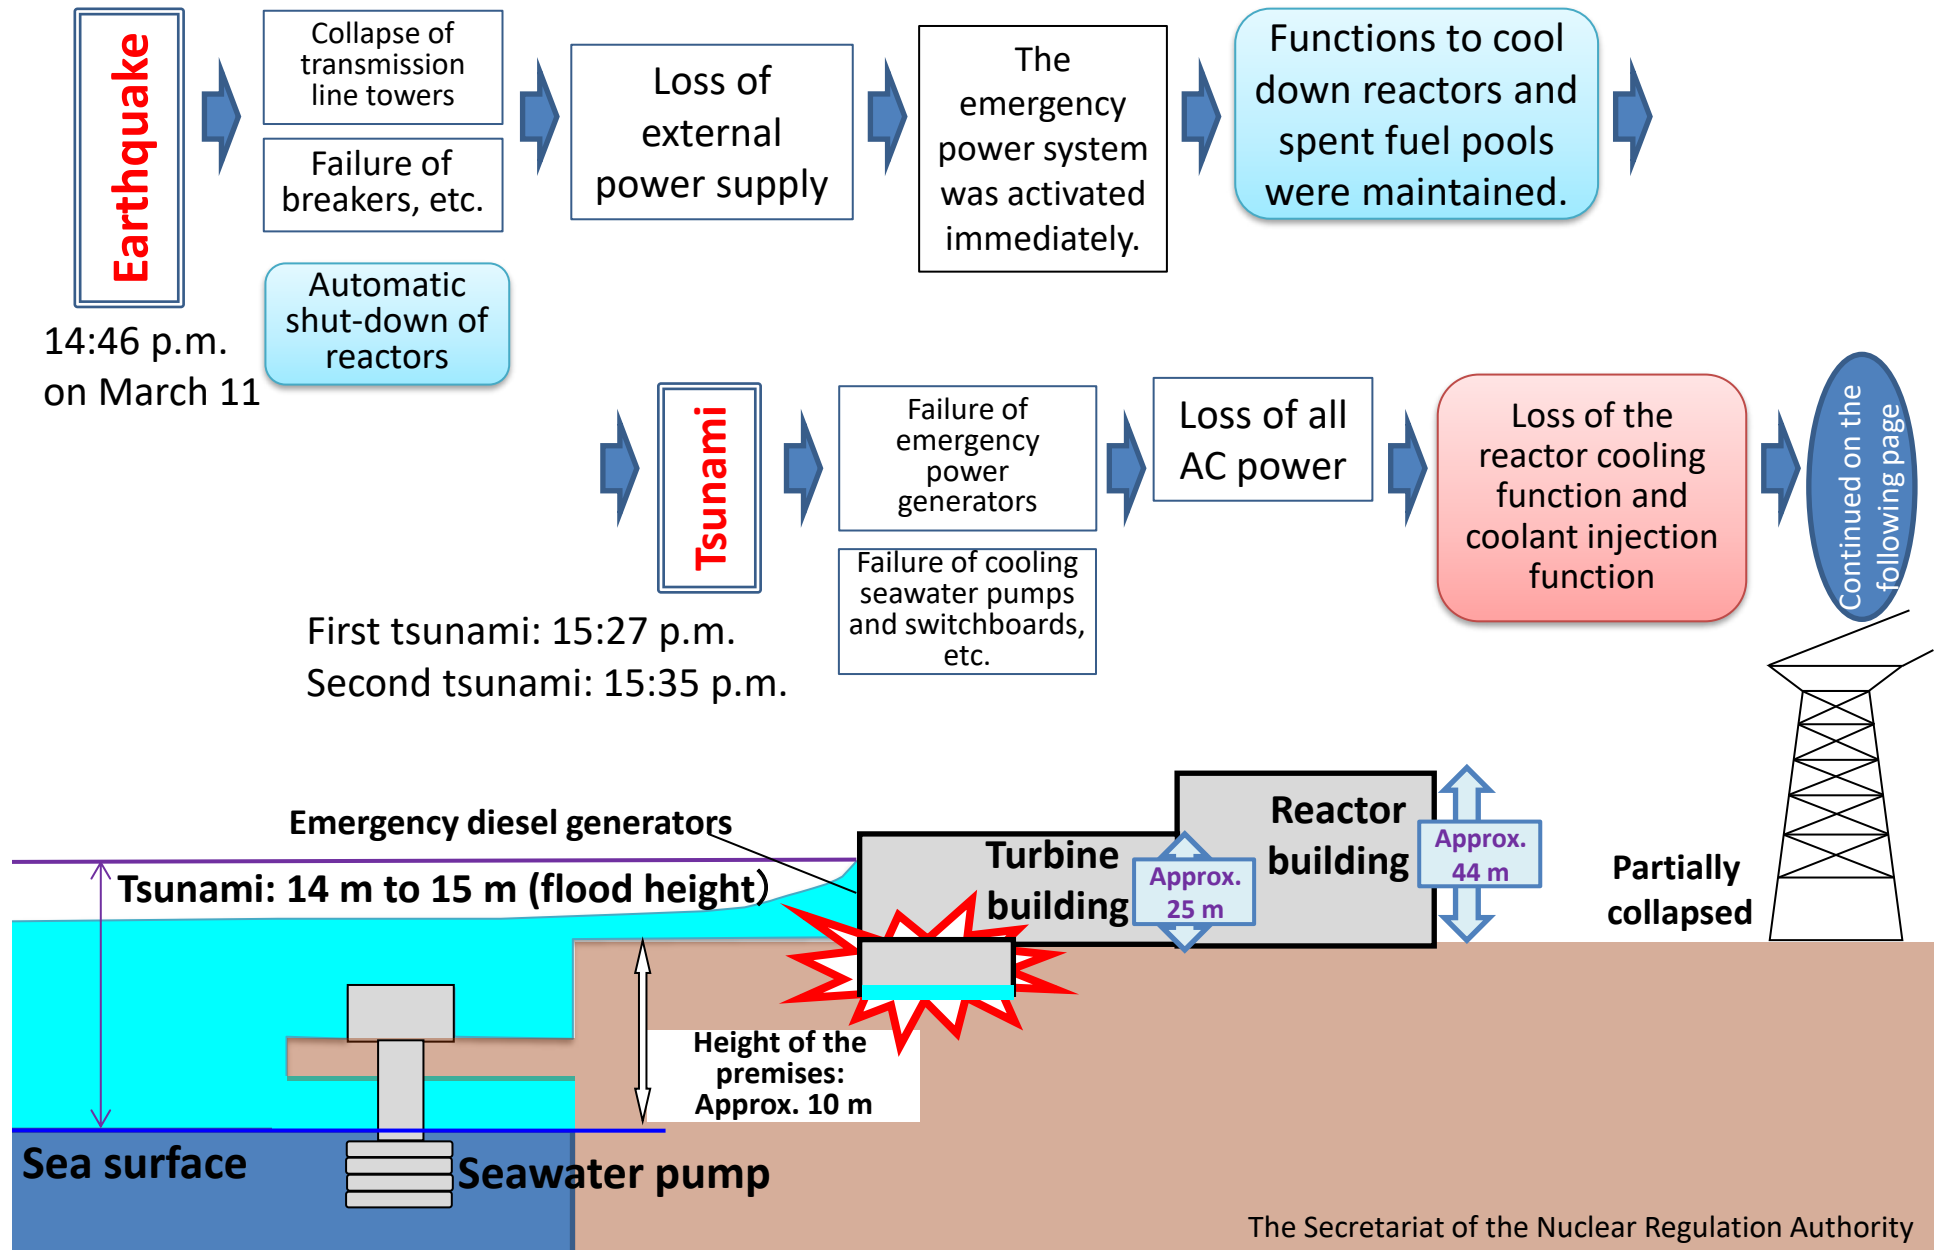 Earthquake
14:46 p.m.
on March 11
Collapse of
transmission
line towers
Failure of
breakers, etc.
Automatic
shut-down of
reactors
Loss of
external
power supply
The
emergency
power system
was activated
immediately.
Functions to cool
down reactors and
spent fuel pools
were maintained.
Tsunami
First tsunami: 15:27 p.m.
Second tsunami: 15:35 p.m.
Failure of
emergency
power
generators
Failure of cooling
seawater pumps
and switchboards,
etc.
Loss of all
AC power
Loss of the
reactor cooling
function and
coolant injection
function
Continued on the
following page
Emergency diesel generators
Tsunami: 14 m to 15 m (flood height）
Turbine
building
Approx.
25 m
Reactor
building
Approx.
44 m
Partially
collapsed
Height of the
premises:
Approx. 10 m
Sea surface
Seawater pump
The Secretariat of the Nuclear Regulation Authority